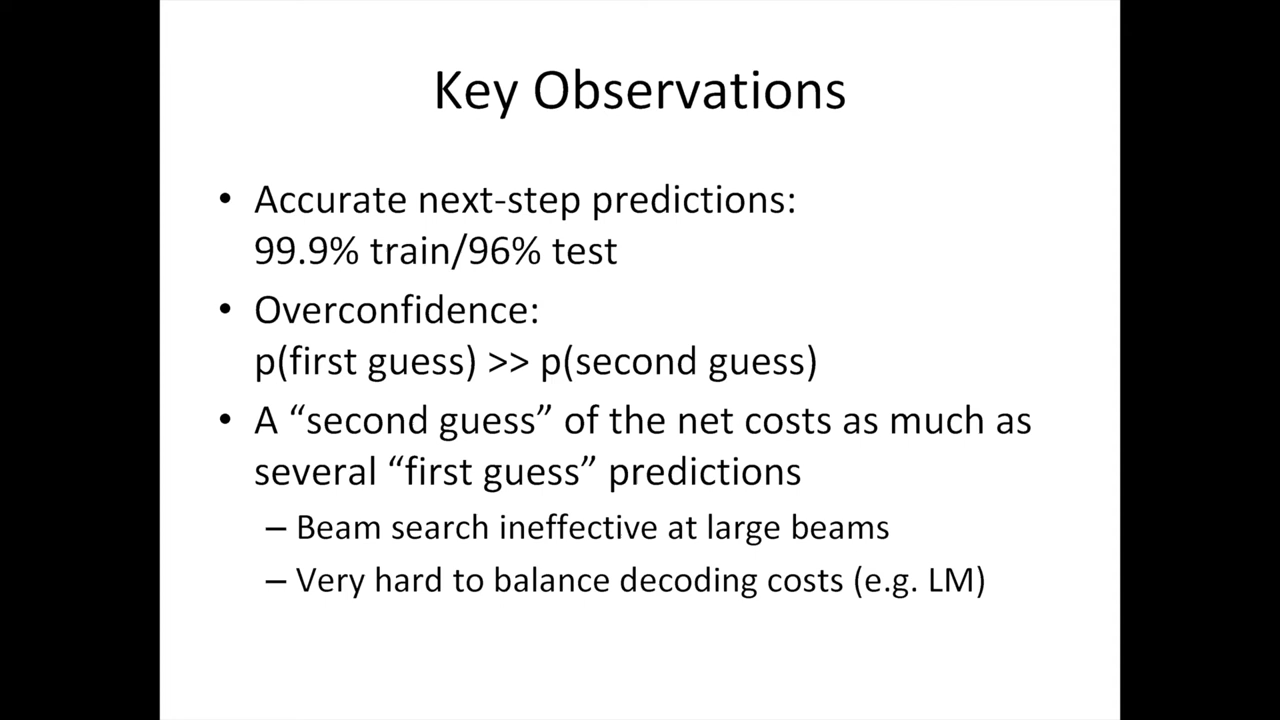 Key Observations
• Accurate next-step predictions:
99.9% train/96% test
• Overconfidence:
p(first guess) >> p(second guess)
• A “second guess” of the net costs as much as
several “first guess” predictions
– Beam search ineffective at large beams
– Very hard to balance decoding costs (e.g. LM)